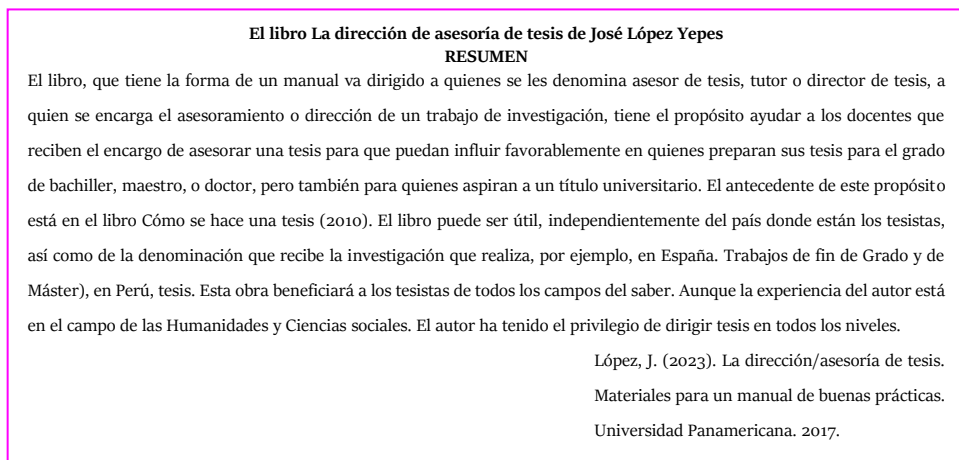 El libro La dirección de asesoría de tesis de José López Yepes
RESUMEN
El libro, que tiene la forma de un manual va dirigido a quienes se les denomina asesor de tesis, tutor o director de tesis, a
quien se encarga el asesoramiento o dirección de un trabajo de investigación, tiene el propósito ayudar a los docentes que
reciben el encargo de asesorar una tesis para que puedan influir favorablemente en quienes preparan sus tesis para el grado
de bachiller, maestro, o doctor, pero también para quienes aspiran a un título universitario. El antecedente de este propósito
está en el libro Cómo se hace una tesis (2010). El libro puede ser útil, independientemente del país donde están los tesistas,
así como de la denominación que recibe la investigación que realiza, por ejemplo, en España. Trabajos de fin de Grado y de
Máster), en Perú, tesis. Esta obra beneficiará a los tesistas de todos los campos del saber. Aunque la experiencia del autor está
en el campo de las Humanidades y Ciencias sociales. El autor ha tenido el privilegio de dirigir tesis en todos los niveles.
López, J. (2023). La dirección/asesoría de tesis.
Materiales para un manual de buenas prácticas.
Universidad Panamericana. 2017.